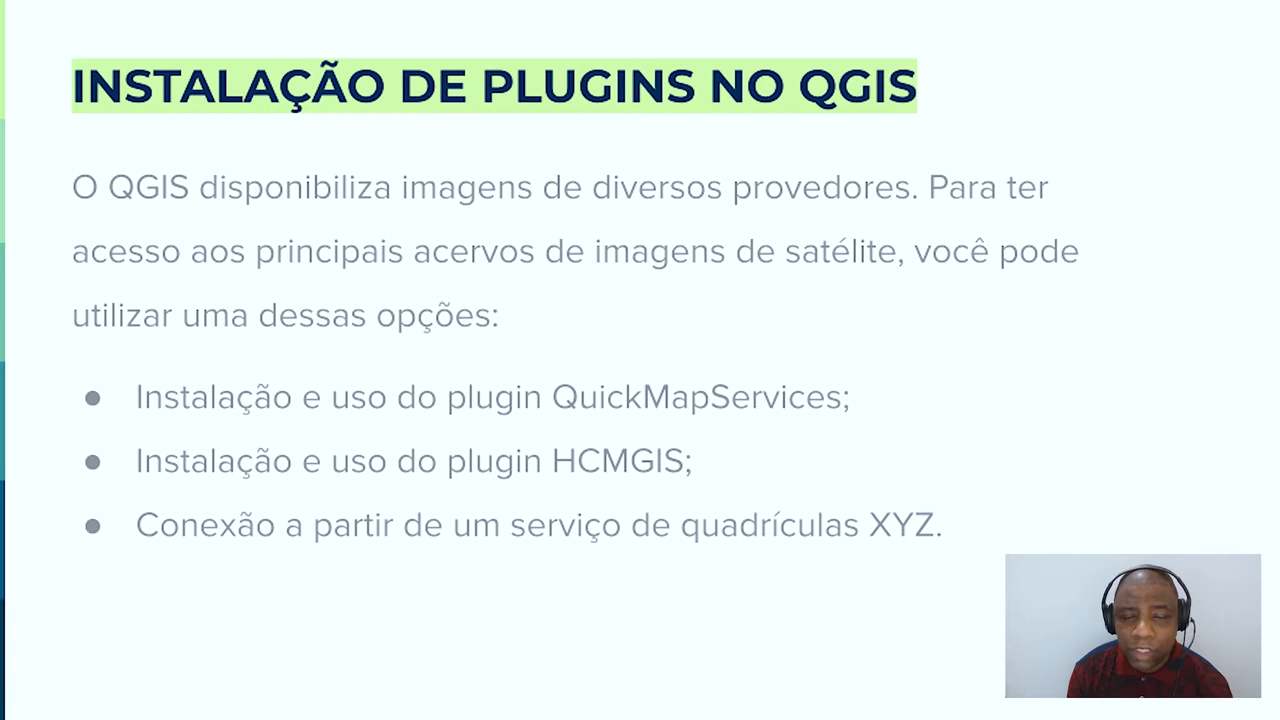 INSTALAÇÃO DE PLUGINS NO QGIS
O QGIS disponibiliza imagens de diversos provedores. Para ter
acesso aos principais acervos de imagens de satélite, você pode
utilizar uma dessas opções:
● Instalação e uso do plugin QuickMapServices;
● Instalação e uso do plugin HCMGIS;
● Conexão a partir de um serviço de quadrículas XYZ.